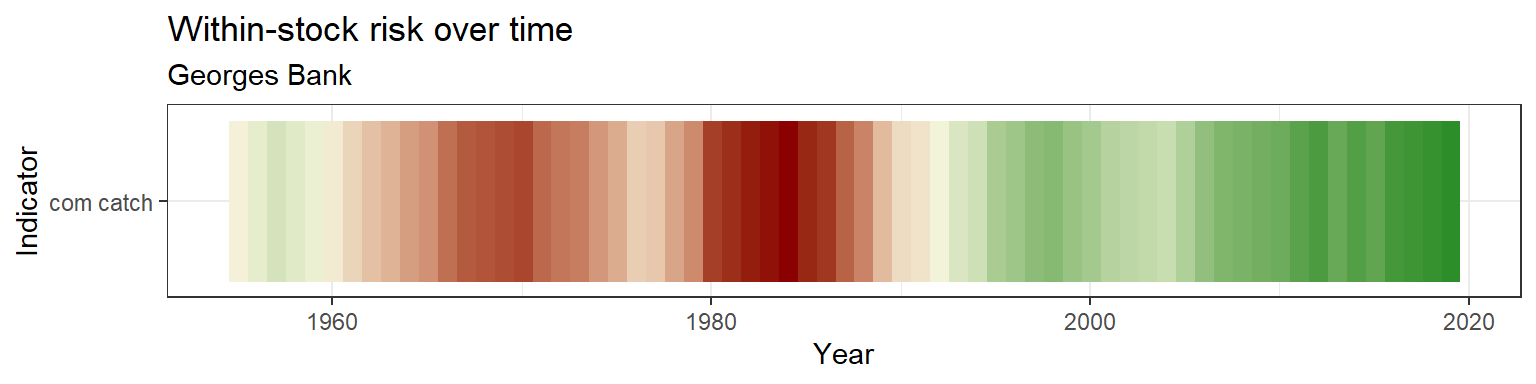 Within-stock risk over time
Georges Bank
Indicator
com catch
1960 1980 2000 2020
Year